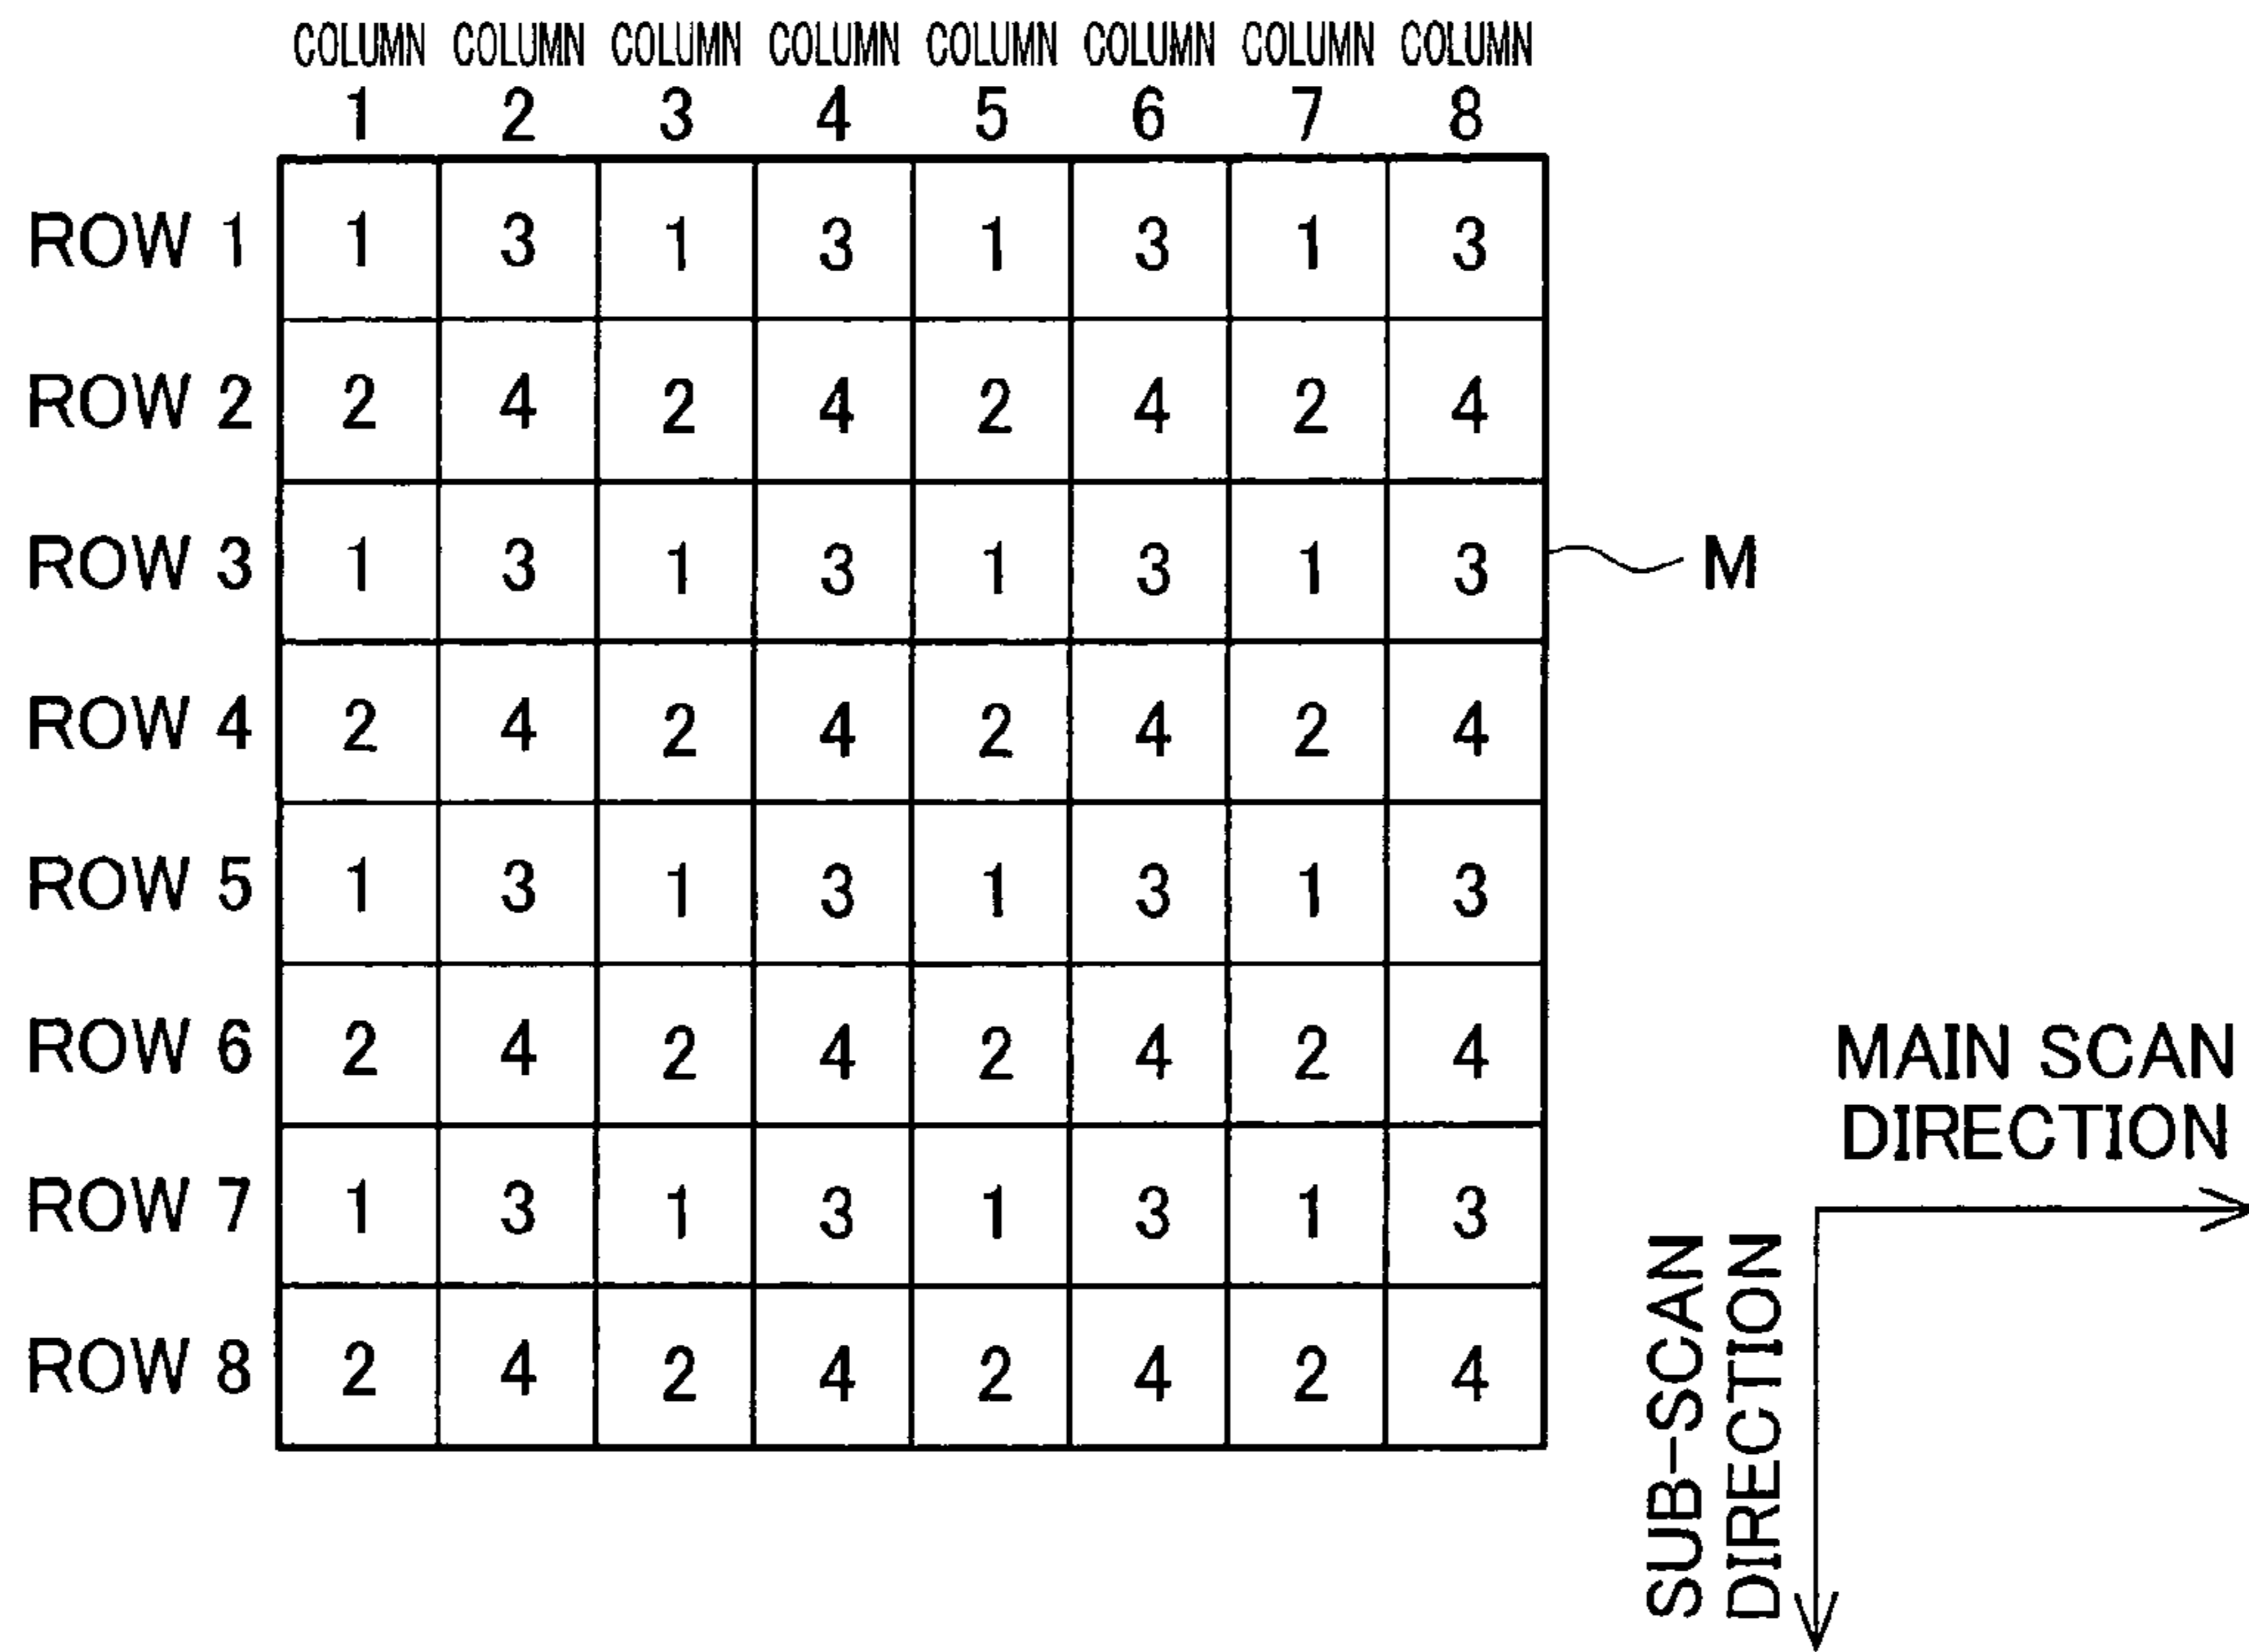 COLUMN COLUMN COLUMN COLUMN COLUMN COLUMN COLUMN COLUMN
1 2 3 4 5 6 7 8
ROW 1 1 3 1 3 1 3 1 3
ROW 2 2 4 2 4 2 4 2 4
ROW 3 1 3 1 3 1 3 1 3
M
ROW 4 2 4 2 4 2 4 2 4
ROW 5 1 3 1 3 1 3 1 3
ROW 6 2 4 2 4 2 4 2 4
ROW 7 1 3 1 3 1 3 1 3
ROW 8 2 4 2 4 2 4 2 4
MAIN SCAN
DIRECTION
SUB-SCAN
DIRECTION